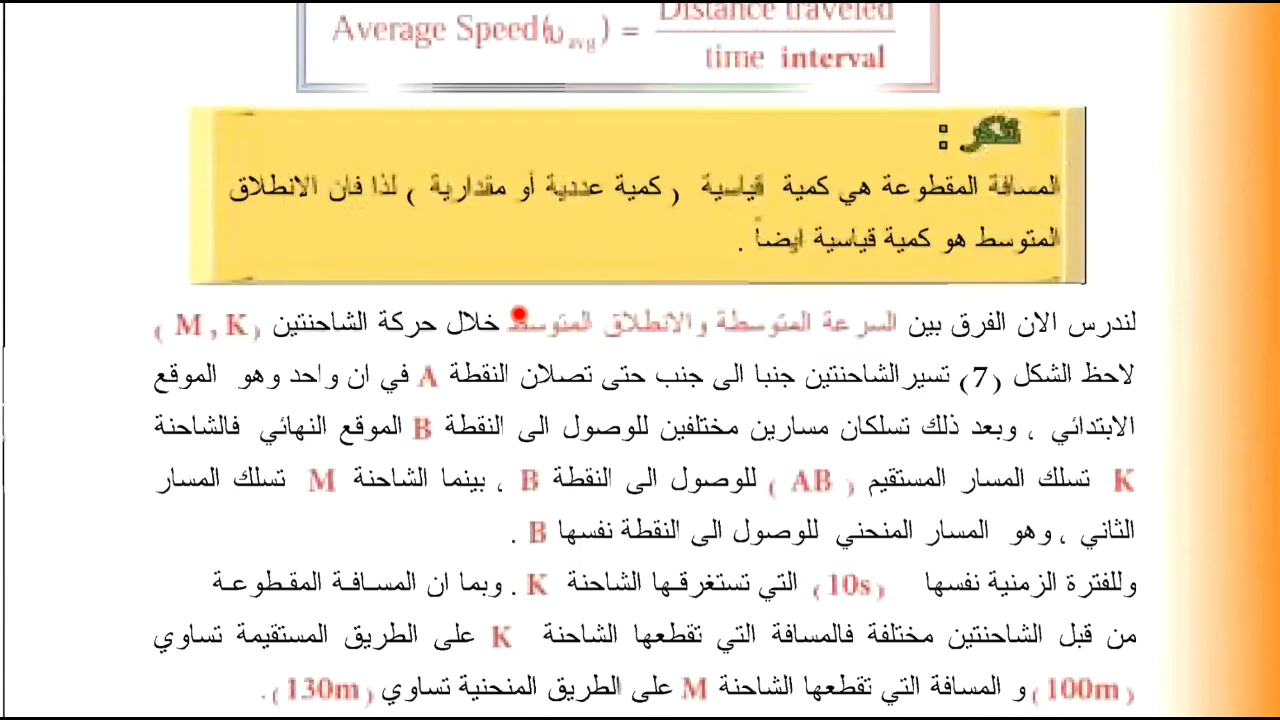 Distance traveled
Average Speed(υavg) =
time interval
تذكر :
المسافة المقطوعة هي كمية قياسية ( كمية عددية أو مقدارية ) لذا فان الانطلاق
المتوسط هو كمية قياسية ايضاً .
لندرس الان الفرق بين السرعة المتوسطة والانطلاق المتوسط خلال حركة الشاحنتين ( M , K )
لاحظ الشكل (7) تسير الشاحنتين جنبا الى جنب حتى تصلان النقطة A في ان واحد وهو الموقع
الابتدائي ، وبعد ذلك تسلكان مسارين مختلفين للوصول الى النقطة B الموقع النهائي فالشاحنة
K تسلك المسار المستقيم ( AB ) للوصول الى النقطة B ، بينما الشاحنة M تسلك المسار
الثاني ، وهو المسار المنحني للوصول الى النقطة نفسها B .
وللفترة الزمنية نفسها ( 10s ) التي تستغرقها الشاحنة K . وبما ان المسافة المقطوعة
من قبل الشاحنتين مختلفة فالمسافة التي تقطعها الشاحنة K على الطريق المستقيمة تساوي
( 100m ) و المسافة التي تقطعها الشاحنة M على الطريق المنحنية تساوي ( 130m ) .